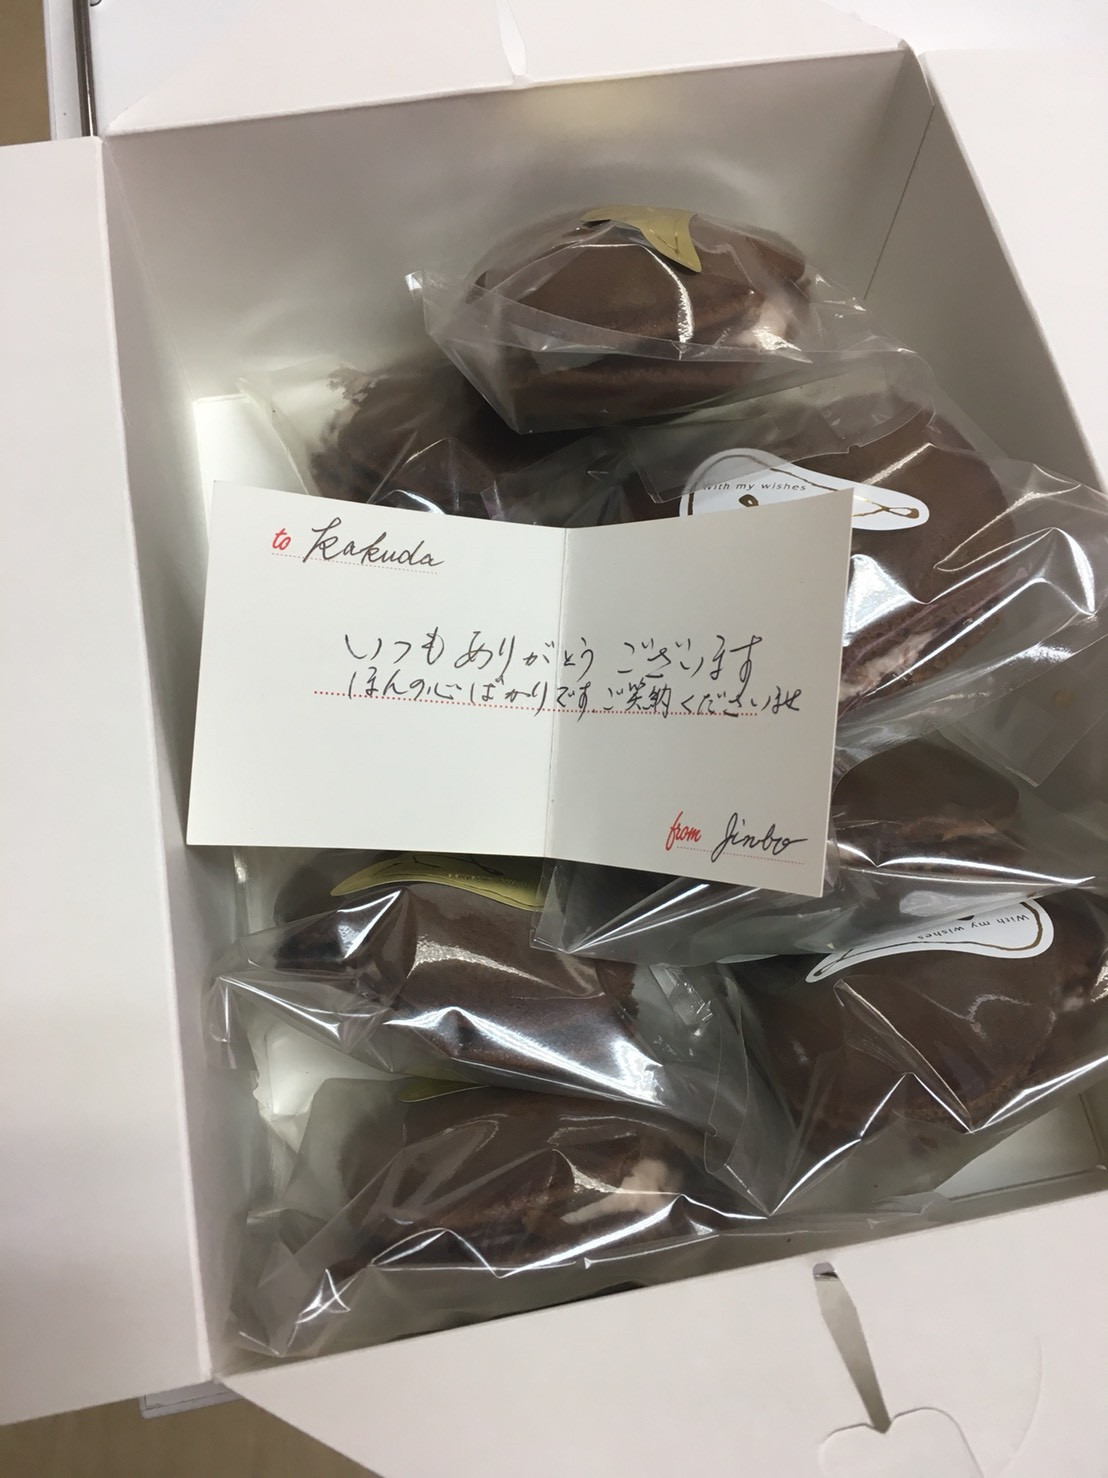 With my wishes
to Kakuda
いつもありがとうございます
ほんの心ばかりです。ご笑納くださいませ
from Jinbo
With my wishes